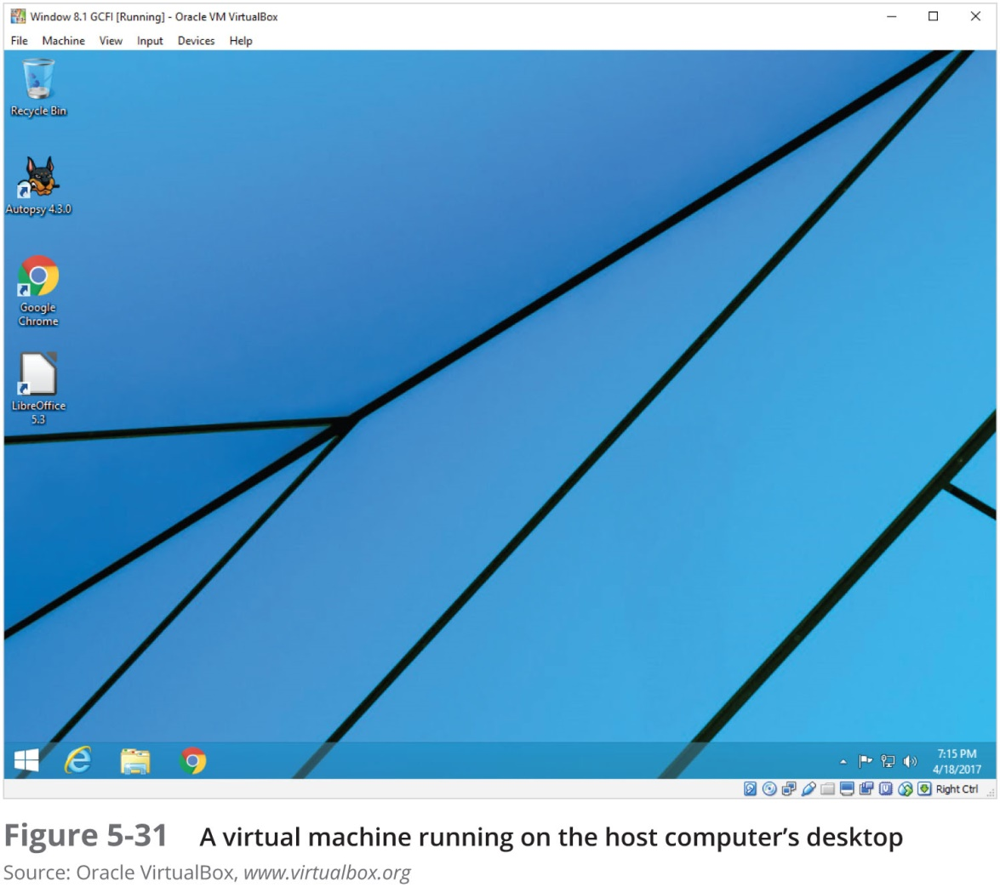 Window 8.1 GCFI [Running] - Oracle VM VirtualBox
File Machine View Input Devices Help
Recycle Bin
Autopsy 4.3.0
Google
Chrome
LibreOffice
5.3
7:15 PM
4/18/2017
Right Ctrl
Figure 5-31 A virtual machine running on the host computer’s desktop
Source: Oracle VirtualBox, www.virtualbox.org